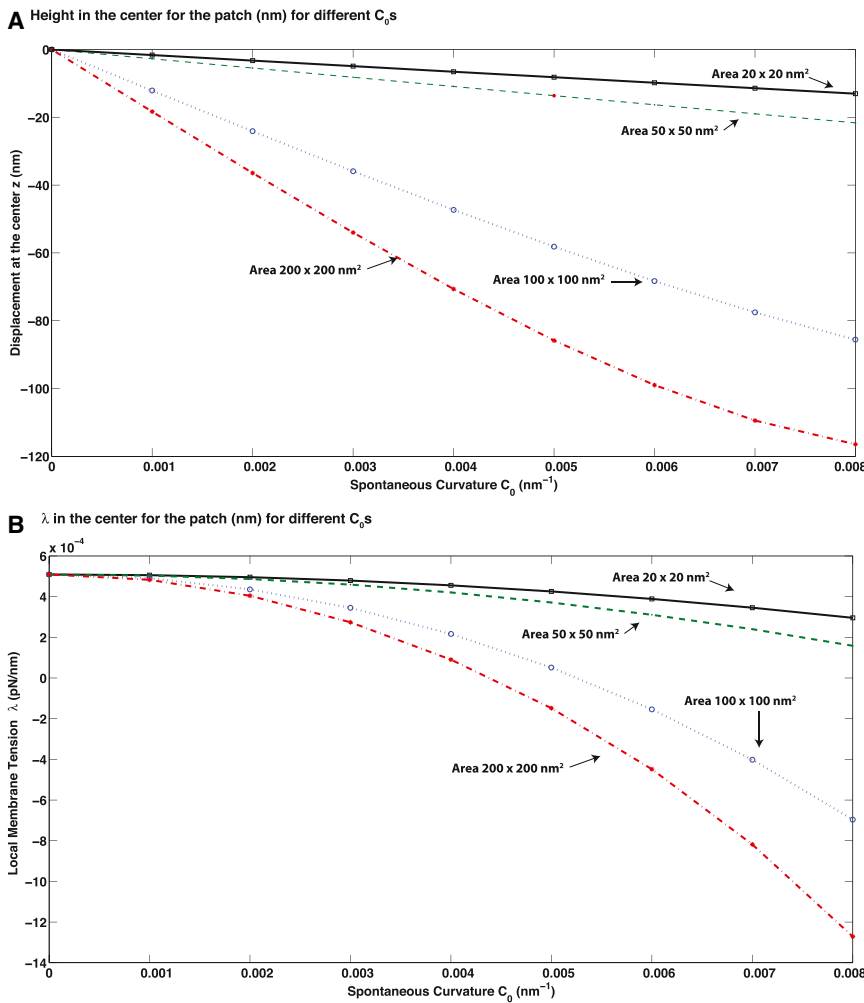 A Height in the center for the patch (nm) for different C₀s
0
−20
−40
−60
−80
−100
−120
Displacement at the center z (nm)
Area 20 x 20 nm²
Area 50 x 50 nm²
Area 200 x 200 nm²
Area 100 x 100 nm²
0 0.001 0.002 0.003 0.004 0.005 0.006 0.007 0.008
Spontaneous Curvature C₀ (nm⁻¹)
B λ in the center for the patch (nm) for different C₀s
x 10⁻⁴
6
4
2
0
−2
−4
−6
−8
−10
−12
−14
Local Membrane Tension λ (pN/nm)
Area 20 x 20 nm²
Area 50 x 50 nm²
Area 100 x 100 nm²
Area 200 x 200 nm²
0 0.001 0.002 0.003 0.004 0.005 0.006 0.007 0.008
Spontaneous Curvature C₀ (nm⁻¹)